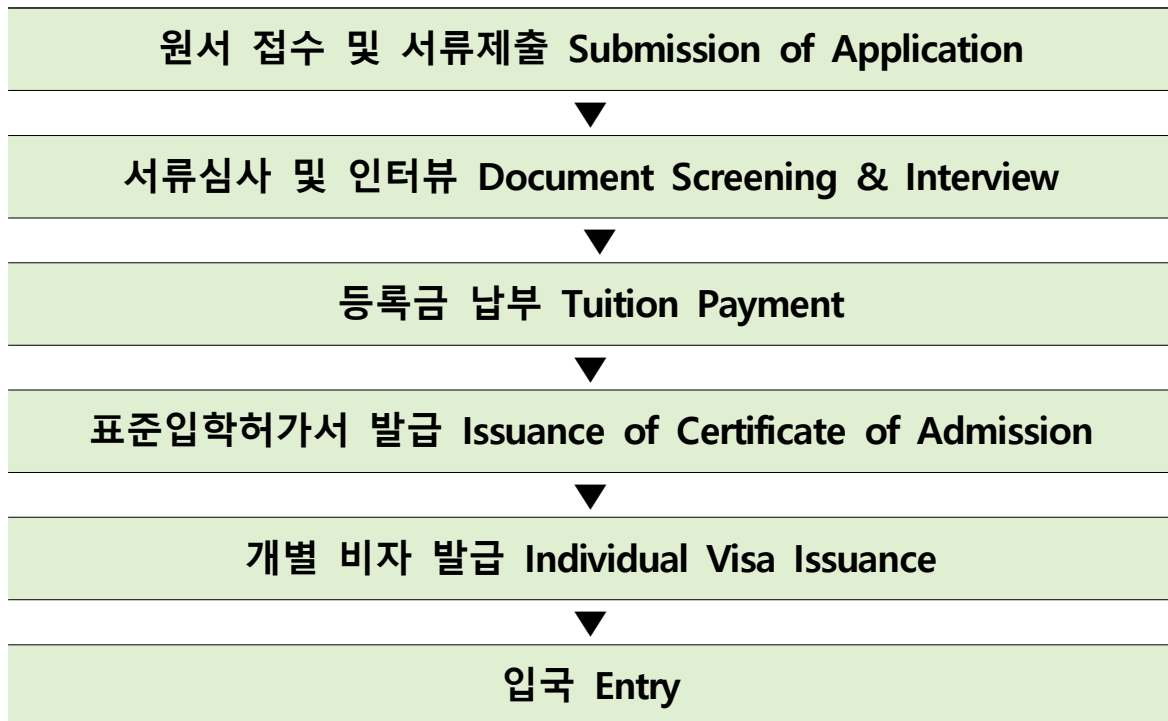 원서 접수 및 서류제출 Submission of Application
▼
서류심사 및 인터뷰 Document Screening & Interview
▼
등록금 납부 Tuition Payment
▼
표준입학허가서 발급 Issuance of Certificate of Admission
▼
개별 비자 발급 Individual Visa Issuance
▼
입국 Entry